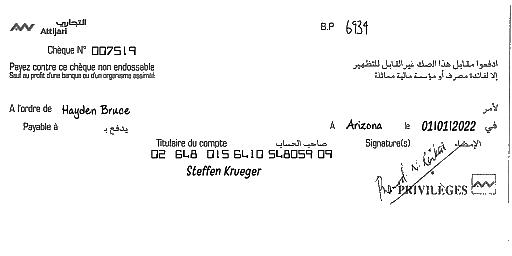 التجاري
Attijari
B.P 6934
Chèque N° 007519
Payez contre ce chèque non endossable
Sauf au profit d'une banque ou d'un organisme assimilé
ادفعوا مقابل هذا الصك غير القابل للتظهير
إلا لفائدة مصرف أو مؤسسة مالية مماثلة
A l'ordre de Hayden Bruce لأمر
Payable à يدفع بـ A Arizona le 01/01/2022 في
Titulaire du compte صاحب الحساب Signature(s) الإمضاء
02 648 015 6410 548059 09
Steffen Krueger
PRIVILÈGES